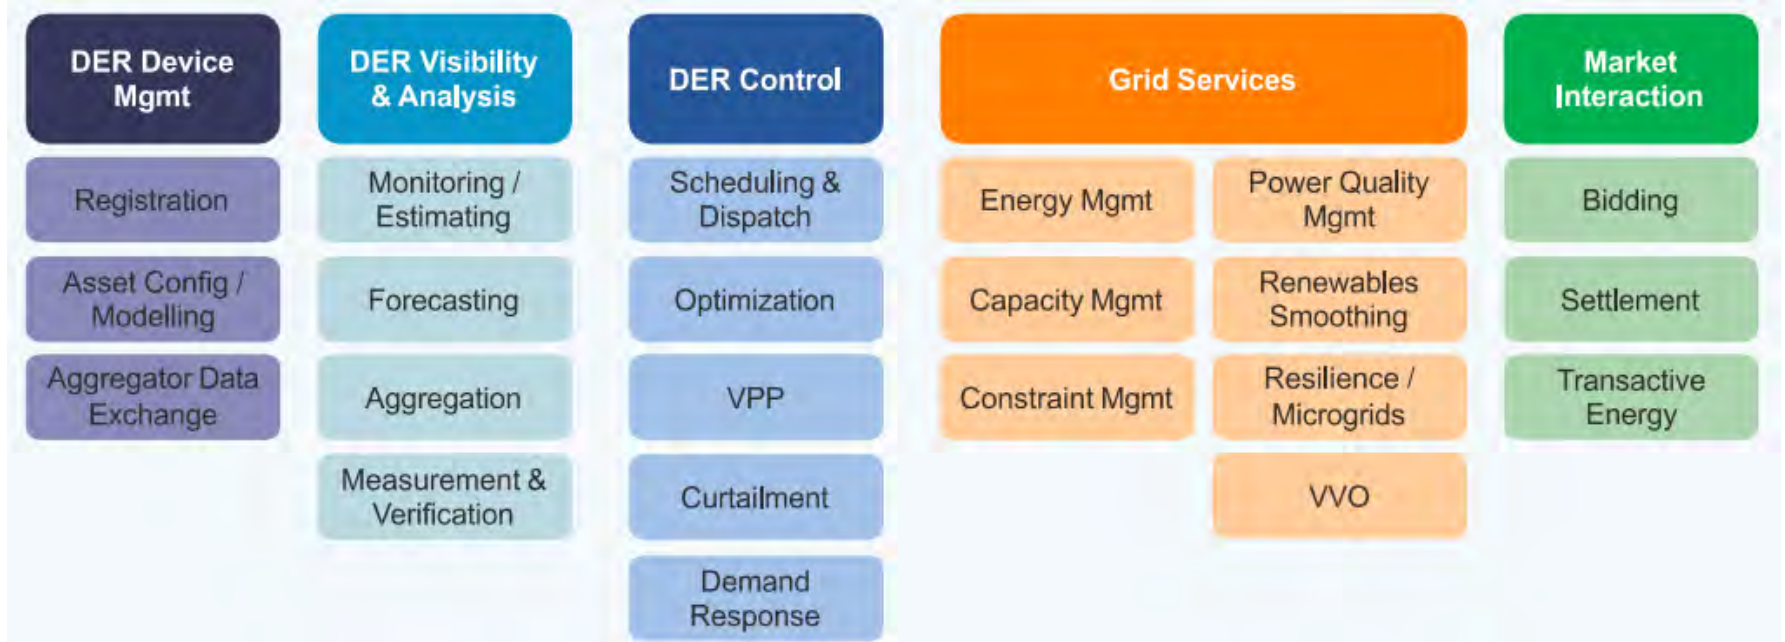 DER Device
Mgmt
Registration
Asset Config /
Modelling
Aggregator Data
Exchange
DER Visibility
& Analysis
Monitoring /
Estimating
Forecasting
Aggregation
Measurement &
Verification
DER Control
Scheduling &
Dispatch
Optimization
VPP
Curtailment
Demand
Response
Grid Services
Energy Mgmt
Capacity Mgmt
Constraint Mgmt
Power Quality
Mgmt
Renewables
Smoothing
Resilience /
Microgrids
VVO
Market
Interaction
Bidding
Settlement
Transactive
Energy